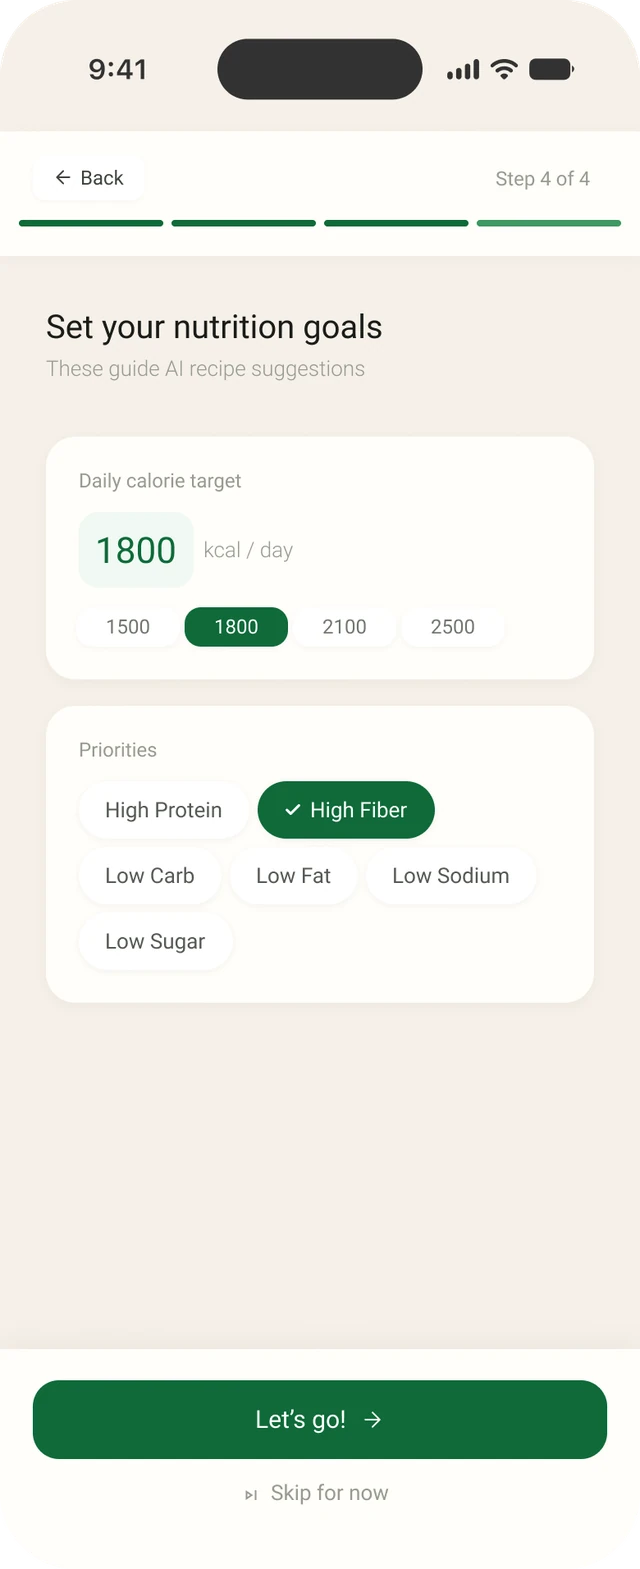 9:41
Back
Step 4 of 4
Set your nutrition goals
These guide AI recipe suggestions
Daily calorie target
1800 kcal / day
1500 1800 2100 2500
Priorities
High Protein High Fiber
Low Carb Low Fat Low Sodium
Low Sugar
Let's go!
Skip for now